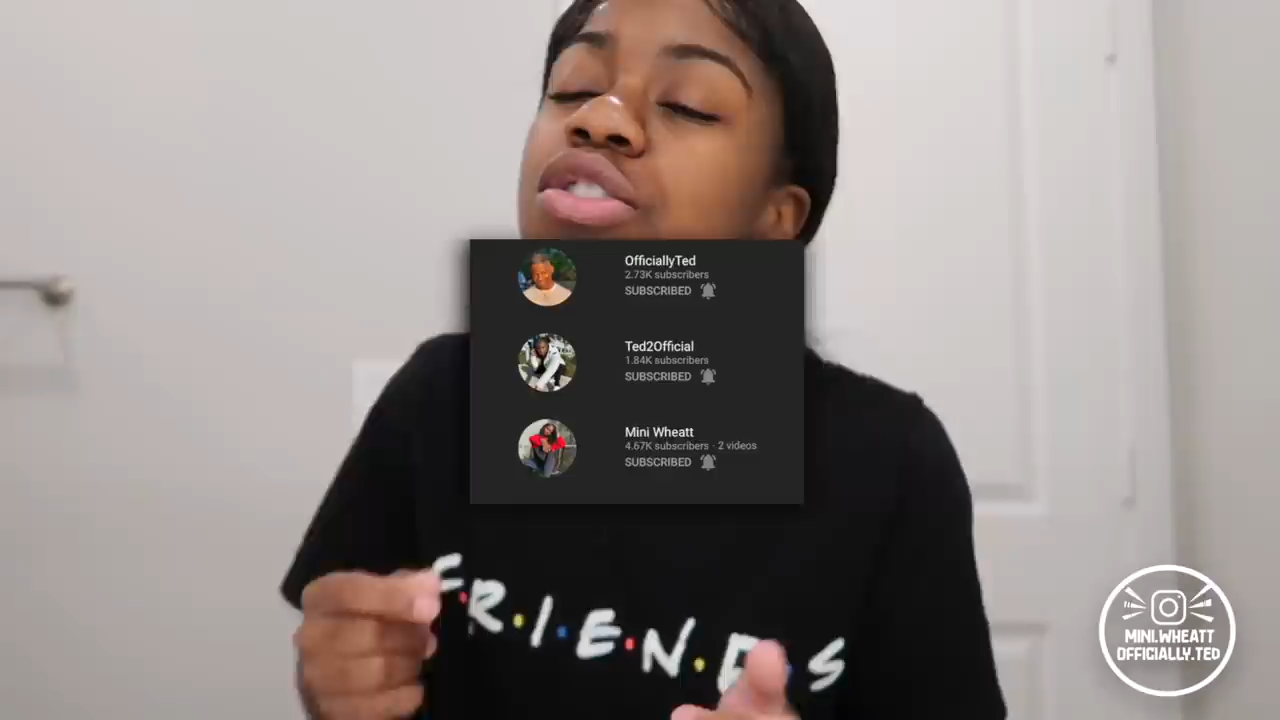 OfficiallyTed
2.73K subscribers
SUBSCRIBED
Ted2Official
1.84K subscribers
SUBSCRIBED
Mini Wheatt
4.67K subscribers · 2 videos
SUBSCRIBED
F·R·I·E·N·D·S
MINI.WHEATT
OFFICIALLY.TED